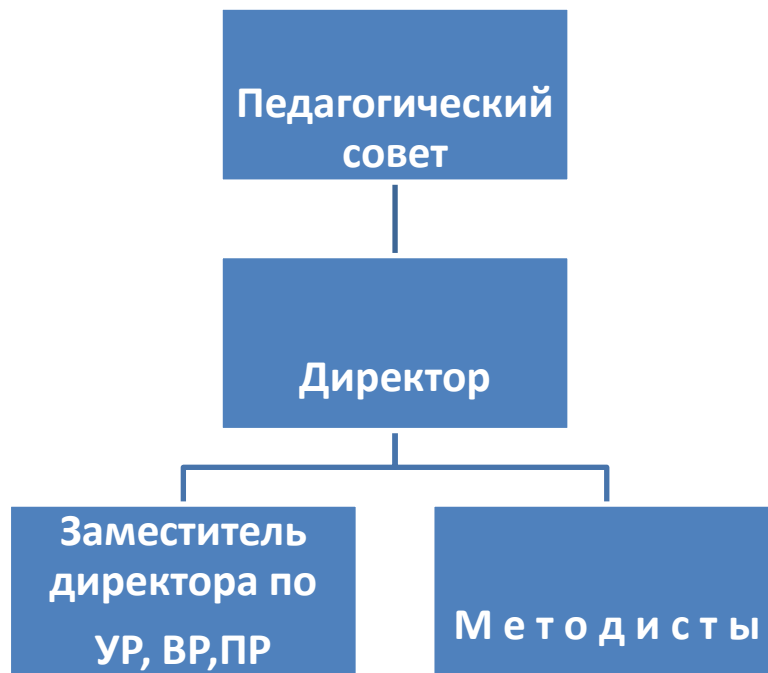 Педагогический
совет
Директор
Заместитель
директора по
УР, ВР,ПР
М е т о д и с т ы